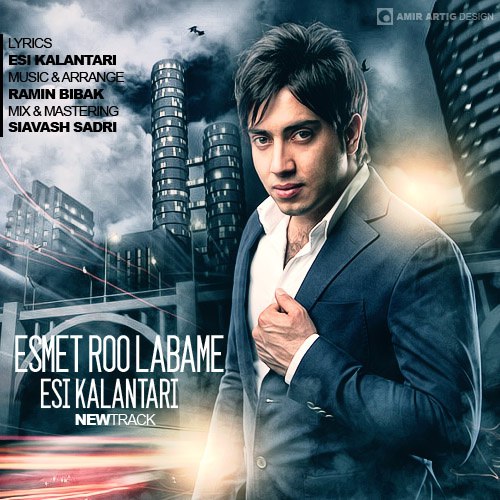 AMIR ARTIG DESIGN
LYRICS
ESI KALANTARI
MUSIC & ARRANGE
RAMIN BIBAK
MIX & MASTERING
SIAVASH SADRI
ESMET ROO LABAME
ESI KALANTARI
NEWTRACK